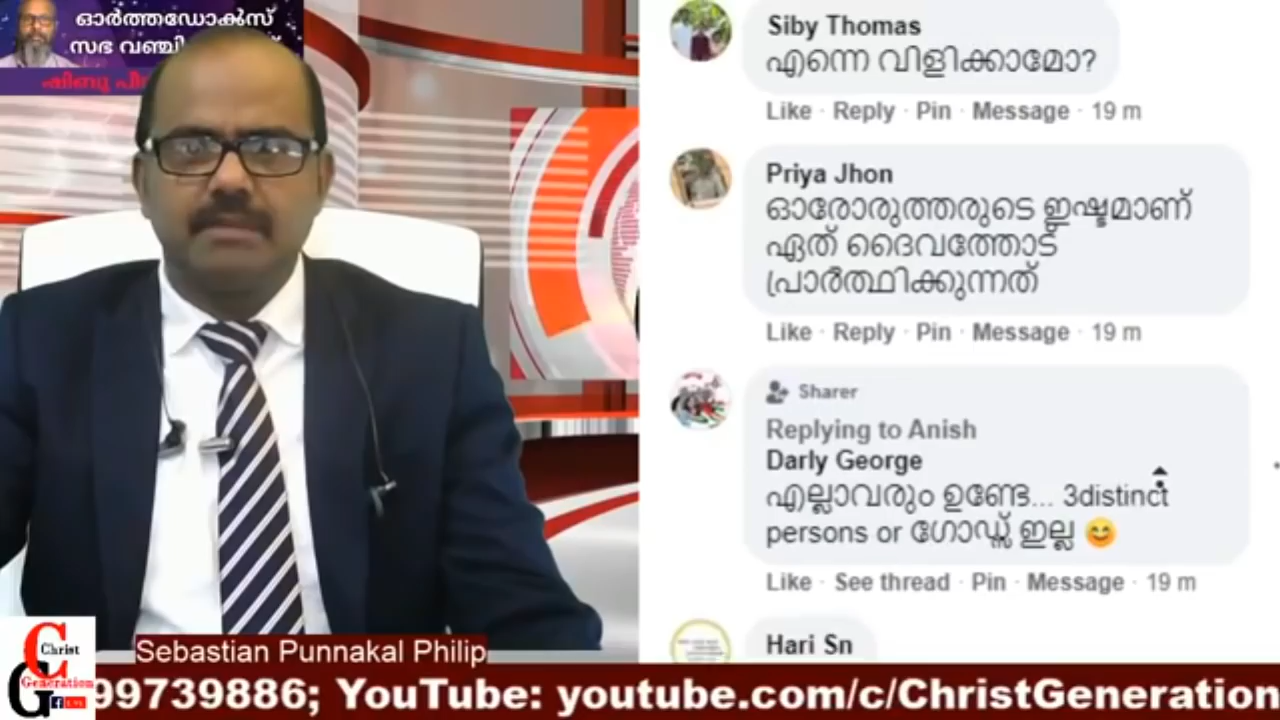 ഓർത്തഡോക്സ്
സഭ
ഷിബു
Siby Thomas
എന്നെ വിളിക്കാമോ?
Like · Reply · Pin · Message · 19 m
Priya Jhon
ഓരോരുത്തരുടെ ഇഷ്ടമാണ്
ഏത് ദൈവത്തോട്
പ്രാർത്ഥിക്കുന്നത്
Like · Reply · Pin · Message · 19 m
Sharer
Replying to Anish
Darly George
എല്ലാവരും ഉണ്ടേ... 3distinct
persons or ഗോഡ്സ് ഇല്ല 😊
Like · See thread · Pin · Message · 19 m
Hari Sn
Sebastian Punnakal Philip
C Christ
G Generation
99739886; YouTube: youtube.com/c/ChristGeneration